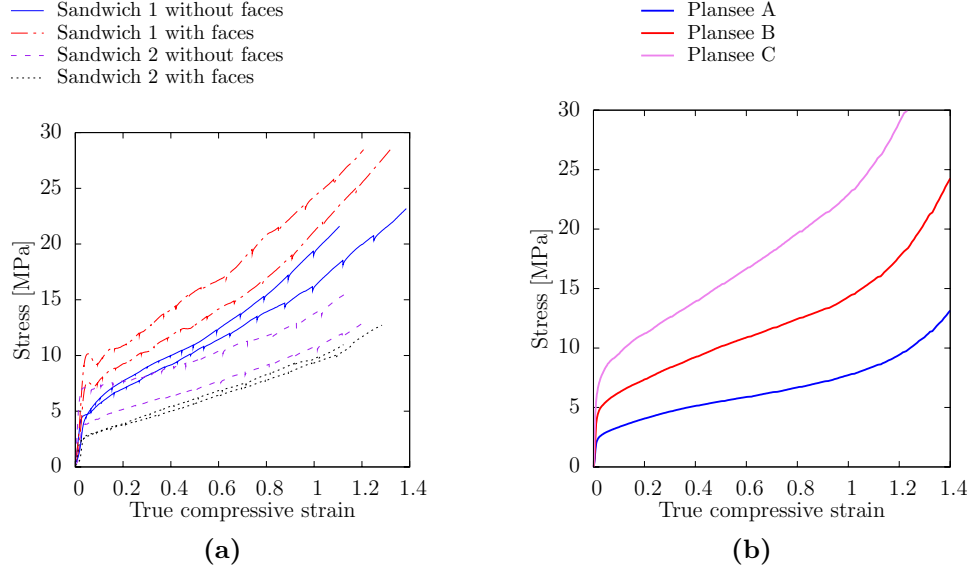 Sandwich 1 without faces
Sandwich 1 with faces
Sandwich 2 without faces
Sandwich 2 with faces
30
25
20
15
10
5
0
Stress [MPa]
0 0.2 0.4 0.6 0.8 1 1.2 1.4
True compressive strain
(a)
Plansee A
Plansee B
Plansee C
30
25
20
15
10
5
0
Stress [MPa]
0 0.2 0.4 0.6 0.8 1 1.2 1.4
True compressive strain
(b)